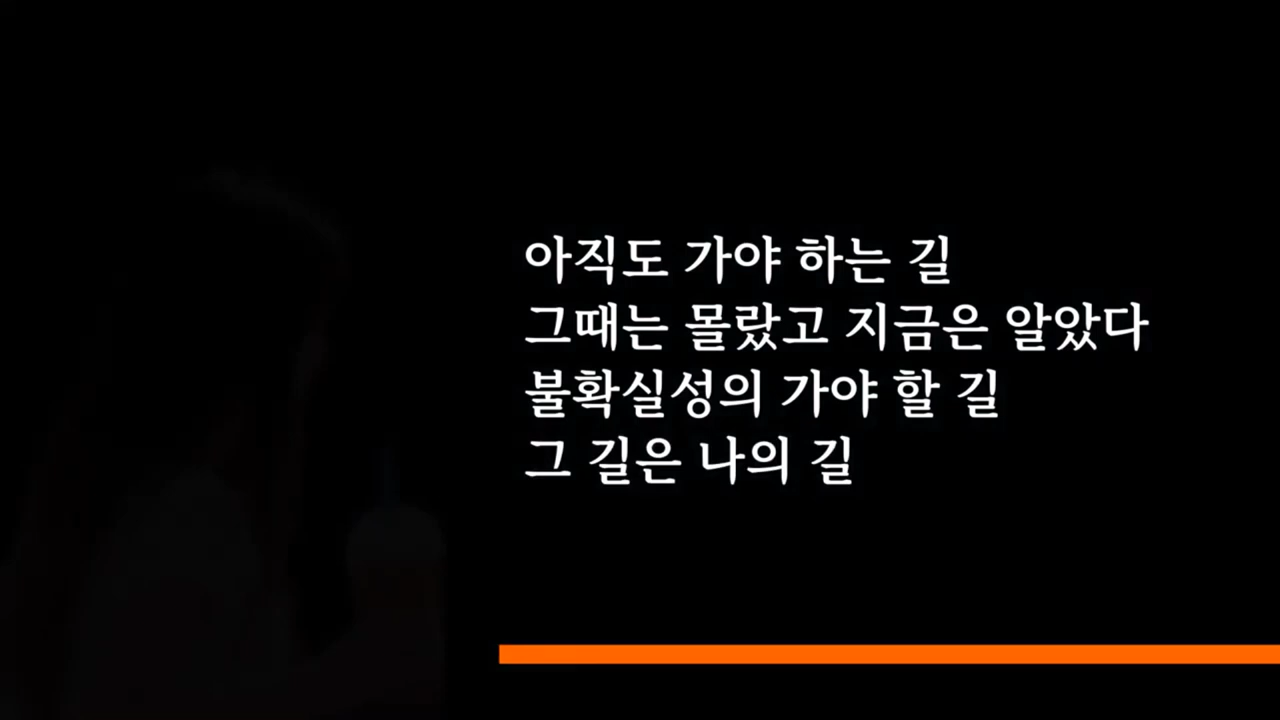 아직도 가야 하는 길
그때는 몰랐고 지금은 알았다
불확실성의 가야 할 길
그 길은 나의 길